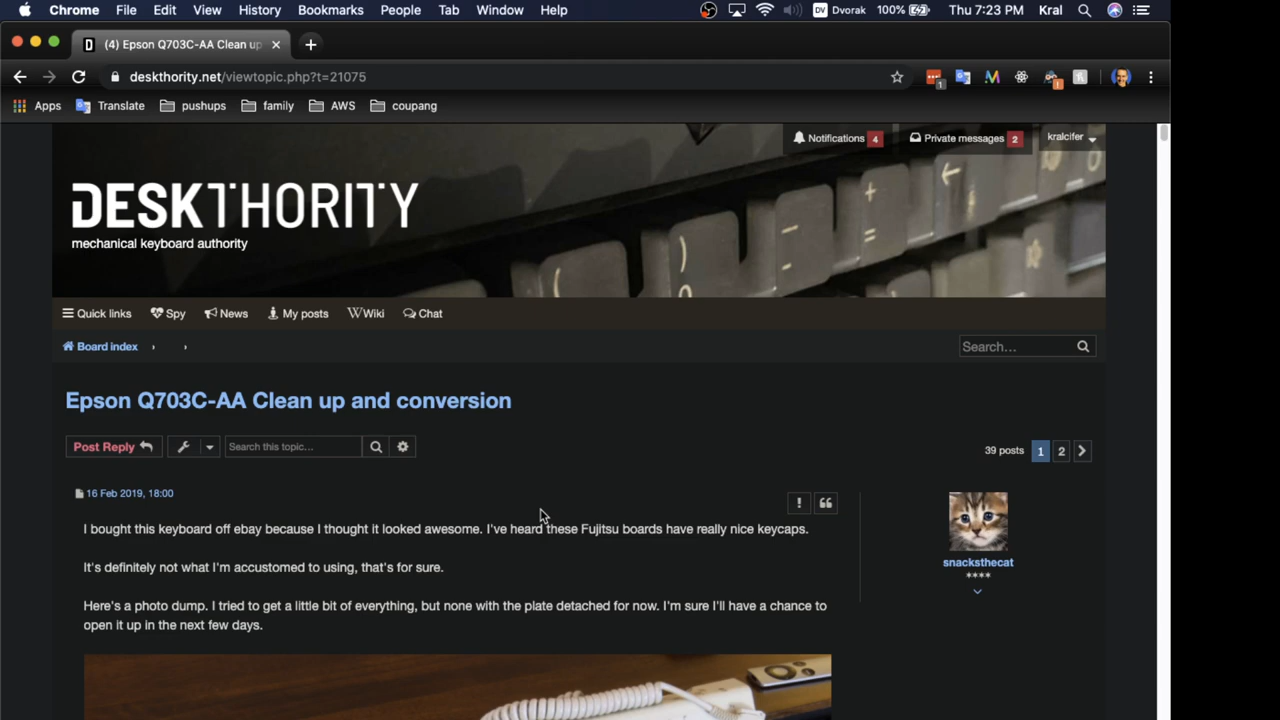 Chrome File Edit View History Bookmarks People Tab Window Help DV Dvorak 100% Thu 7:23 PM Kral
D (4) Epson Q703C-AA Clean up
deskthority.net/viewtopic.php?t=21075
1
1
Apps Translate pushups family AWS coupang
Notifications 4 Private messages 2 kralcifer
DESKTHORITY
mechanical keyboard authority
Quick links Spy News My posts Wiki Chat
Board index › › Search…
Epson Q703C-AA Clean up and conversion
Post Reply Search this topic… 39 posts 1 2
16 Feb 2019, 18:00
I bought this keyboard off ebay because I thought it looked awesome. I've heard these Fujitsu boards have really nice keycaps.
snacksthecat
It's definitely not what I'm accustomed to using, that's for sure.
****
Here's a photo dump. I tried to get a little bit of everything, but none with the plate detached for now. I'm sure I'll have a chance to
open it up in the next few days.